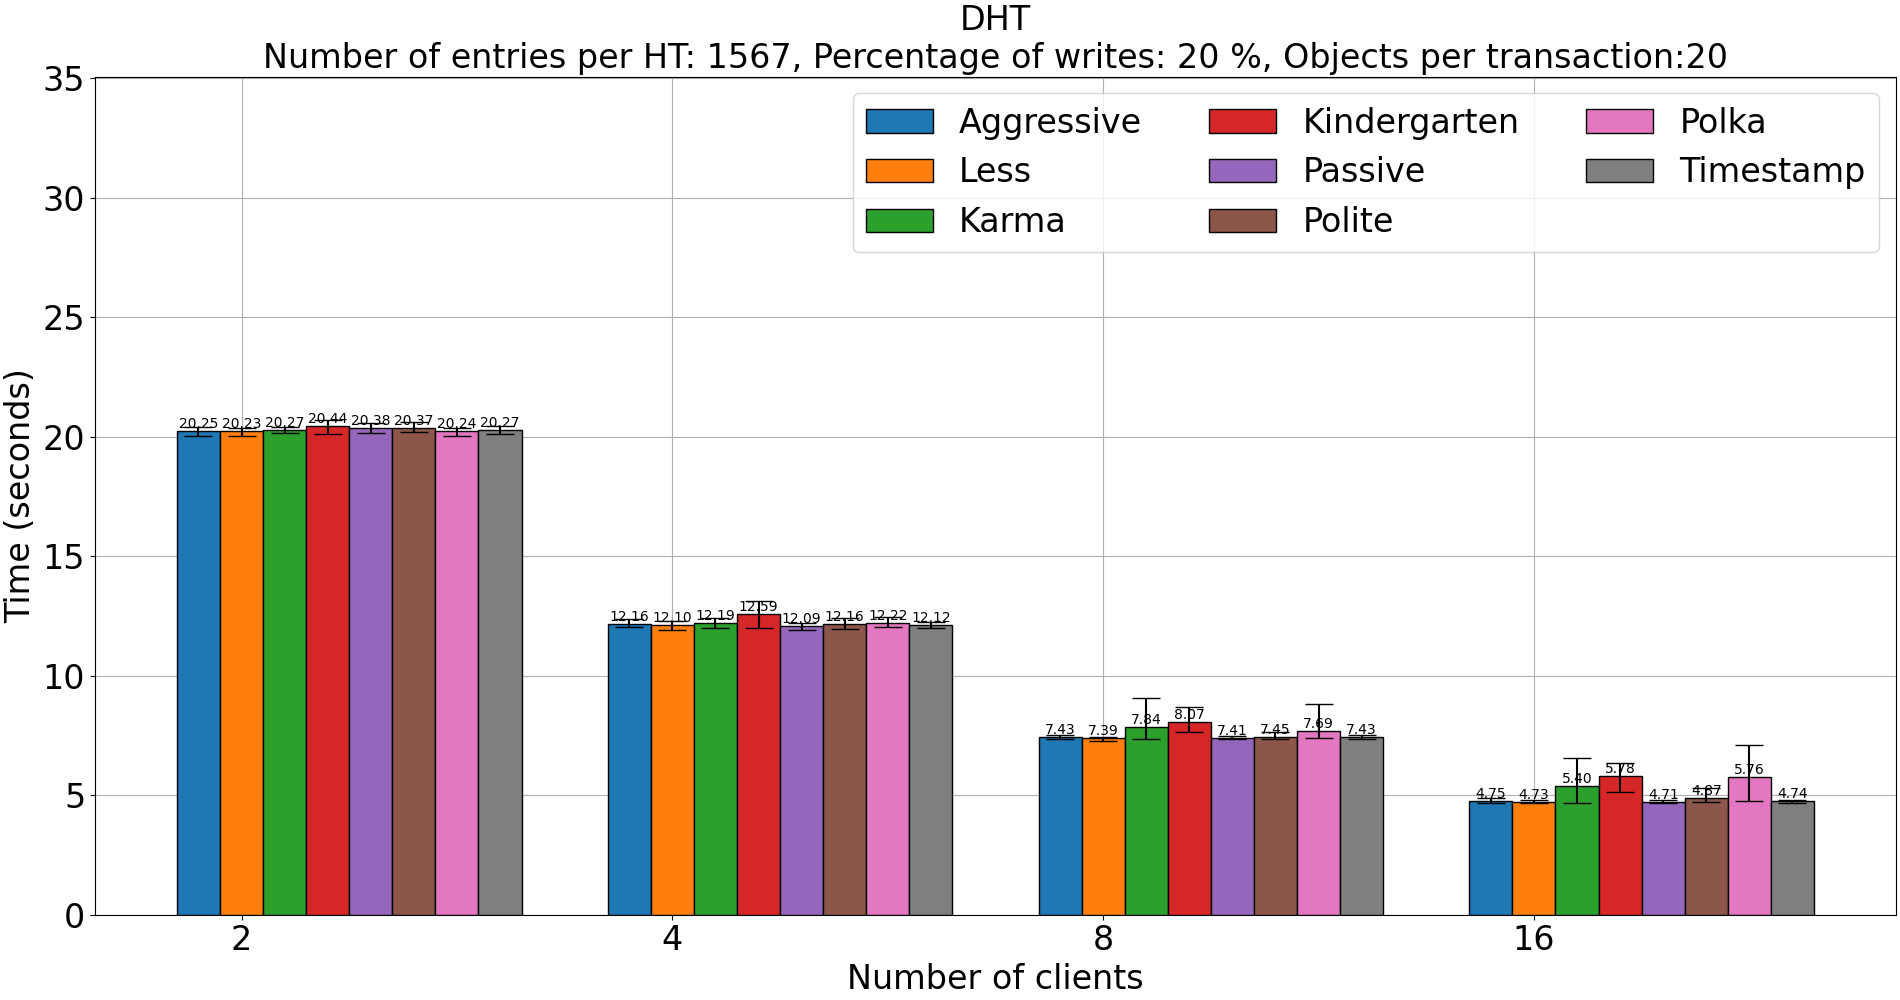 DHT
Number of entries per HT: 1567, Percentage of writes: 20 %, Objects per transaction:20
35
30
25
20
15
10
5
0
Time (seconds)
Aggressive
Less
Karma
Kindergarten
Passive
Polite
Polka
Timestamp
20.25 20.23 20.27 20.44 20.38 20.37 20.24 20.27
12.16 12.10 12.19 12.59 12.09 12.16 12.22 12.12
7.43 7.39 7.84 8.07 7.41 7.45 7.69 7.43
4.75 4.73 5.40 5.78 4.71 4.87 5.76 4.74
2 4 8 16
Number of clients